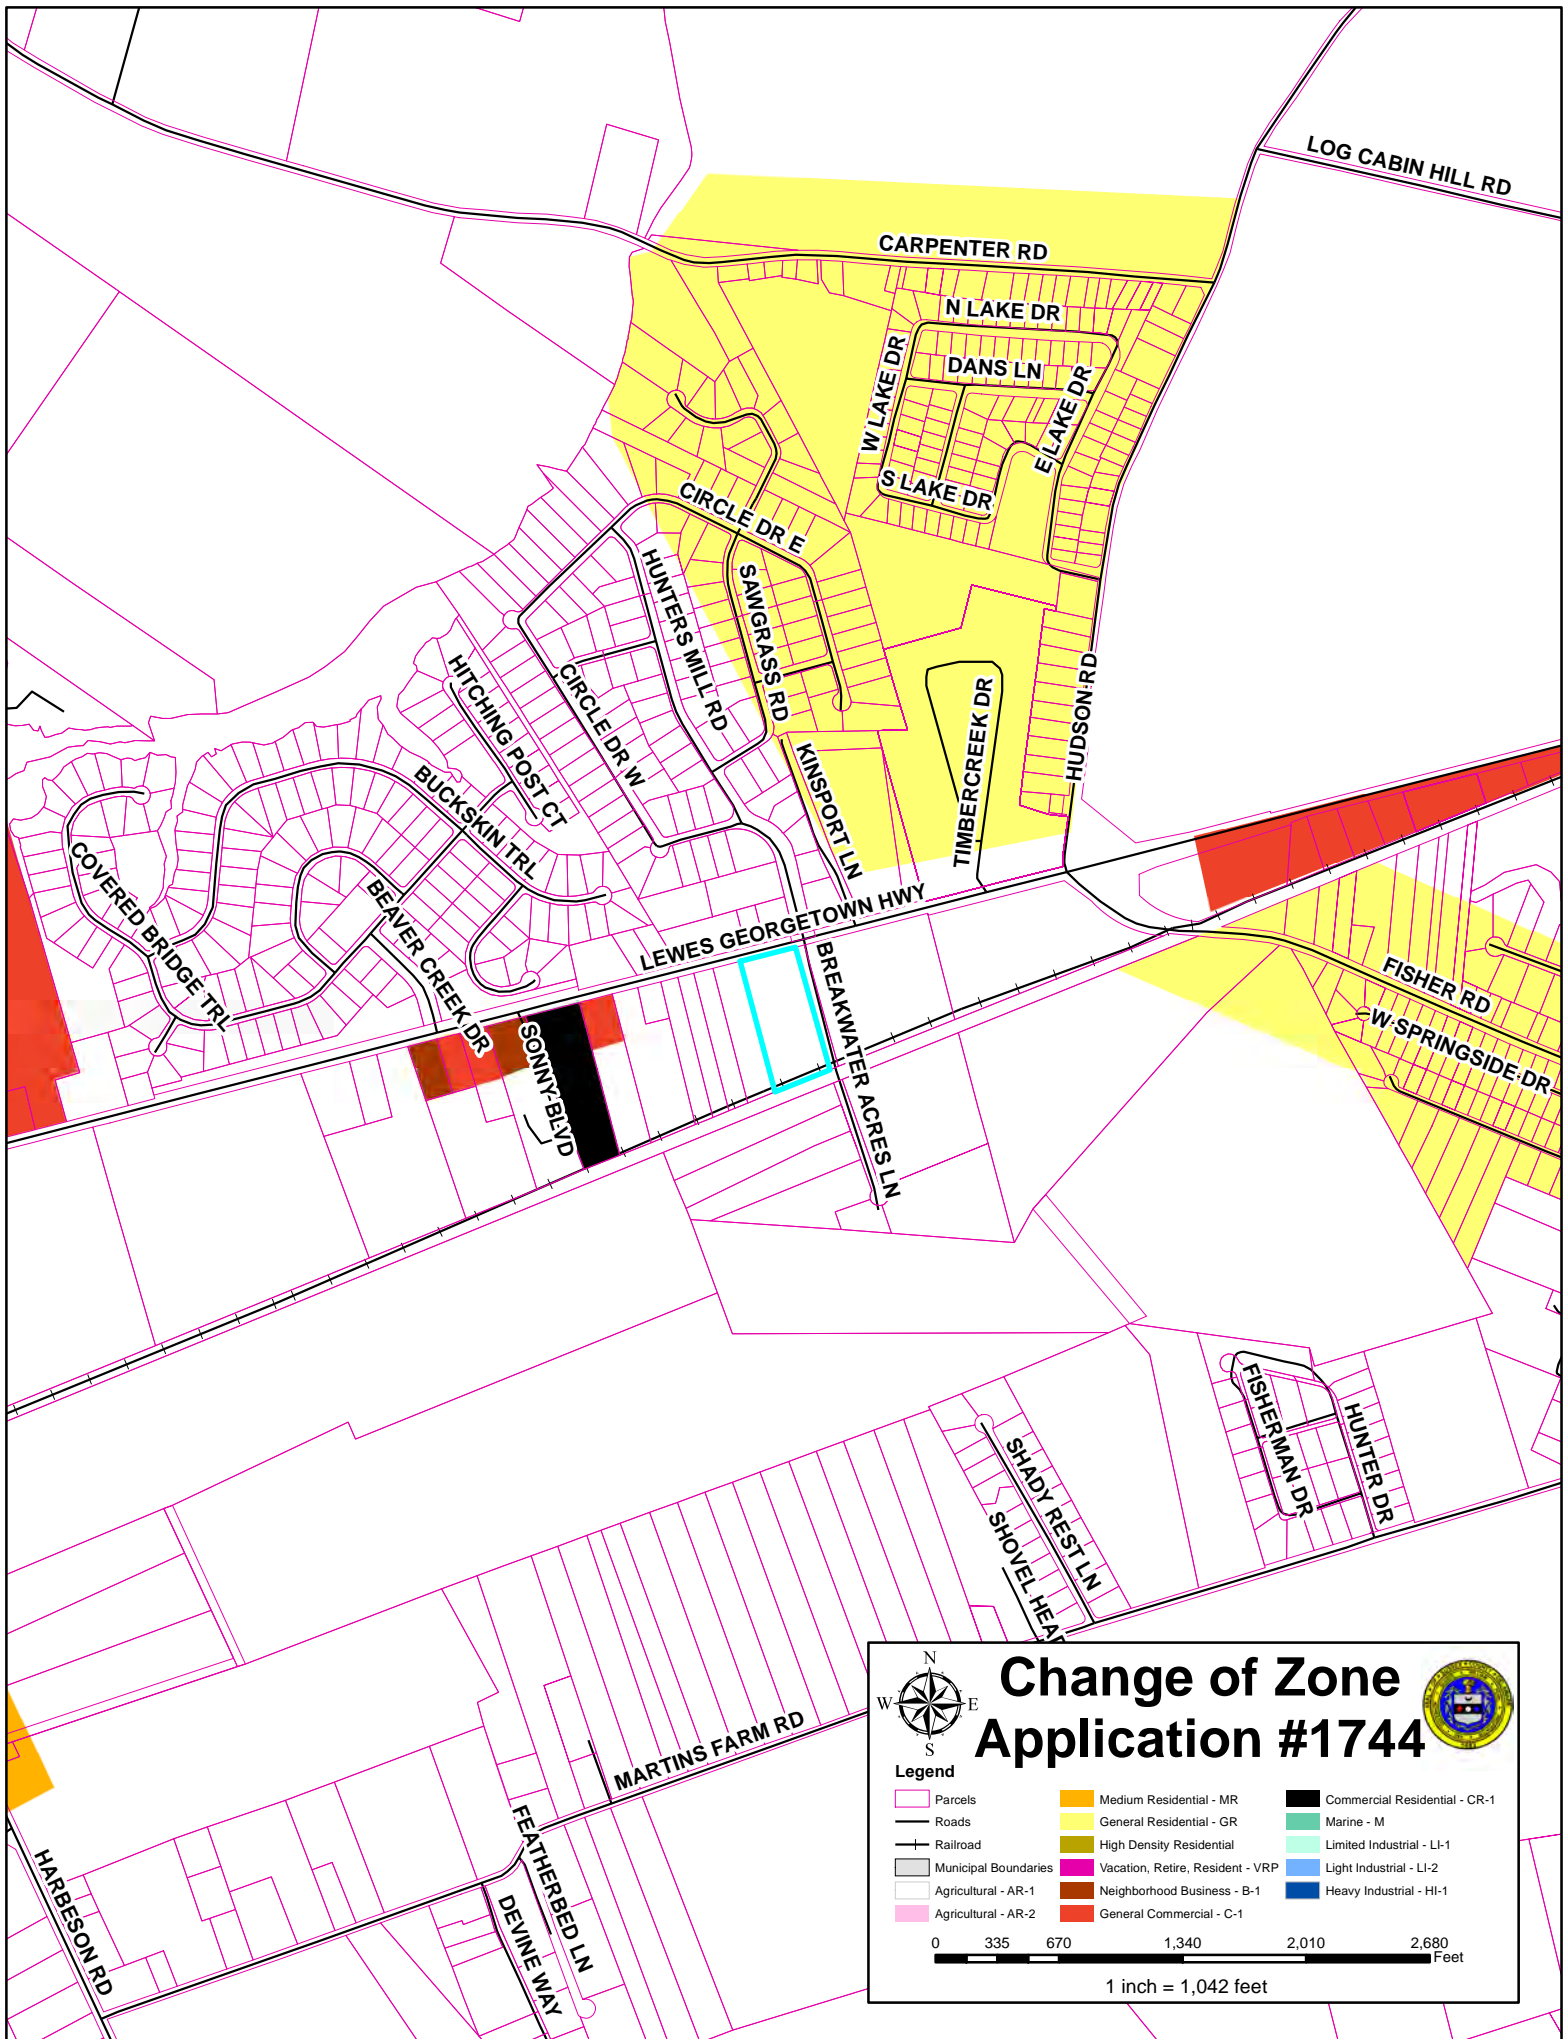 LOG CABIN HILL RD
CARPENTER RD
N LAKE DR
DANS LN
W LAKE DR
E LAKE DR
S LAKE DR
CIRCLE DR E
HUNTERS MILL RD
SAWGRASS RD
HITCHING POST CT
CIRCLE DR W
HUDSON RD
TIMBERCREEK DR
KINSPORT LN
BUCKSKIN TRL
COVERED BRIDGE TRL
BEAVER CREEK DR
LEWES GEORGETOWN HWY
BREAKWATER ACRES LN
SONNY BLVD
FISHER RD
W SPRINGSIDE DR
FISHERMAN DR
HUNTER DR
SHADY REST LN
SHOVEL HEAD
MARTINS FARM RD
FEATHERBED LN
DEVINE WAY
HARBESON RD
N
W E
S
Change of Zone
Application #1744
Legend
Parcels
Roads
Railroad
Municipal Boundaries
Agricultural - AR-1
Agricultural - AR-2
Medium Residential - MR
General Residential - GR
High Density Residential
Vacation, Retire, Resident - VRP
Neighborhood Business - B-1
General Commercial - C-1
Commercial Residential - CR-1
Marine - M
Limited Industrial - LI-1
Light Industrial - LI-2
Heavy Industrial - HI-1
0 335 670 1,340 2,010 2,680
Feet
1 inch = 1,042 feet